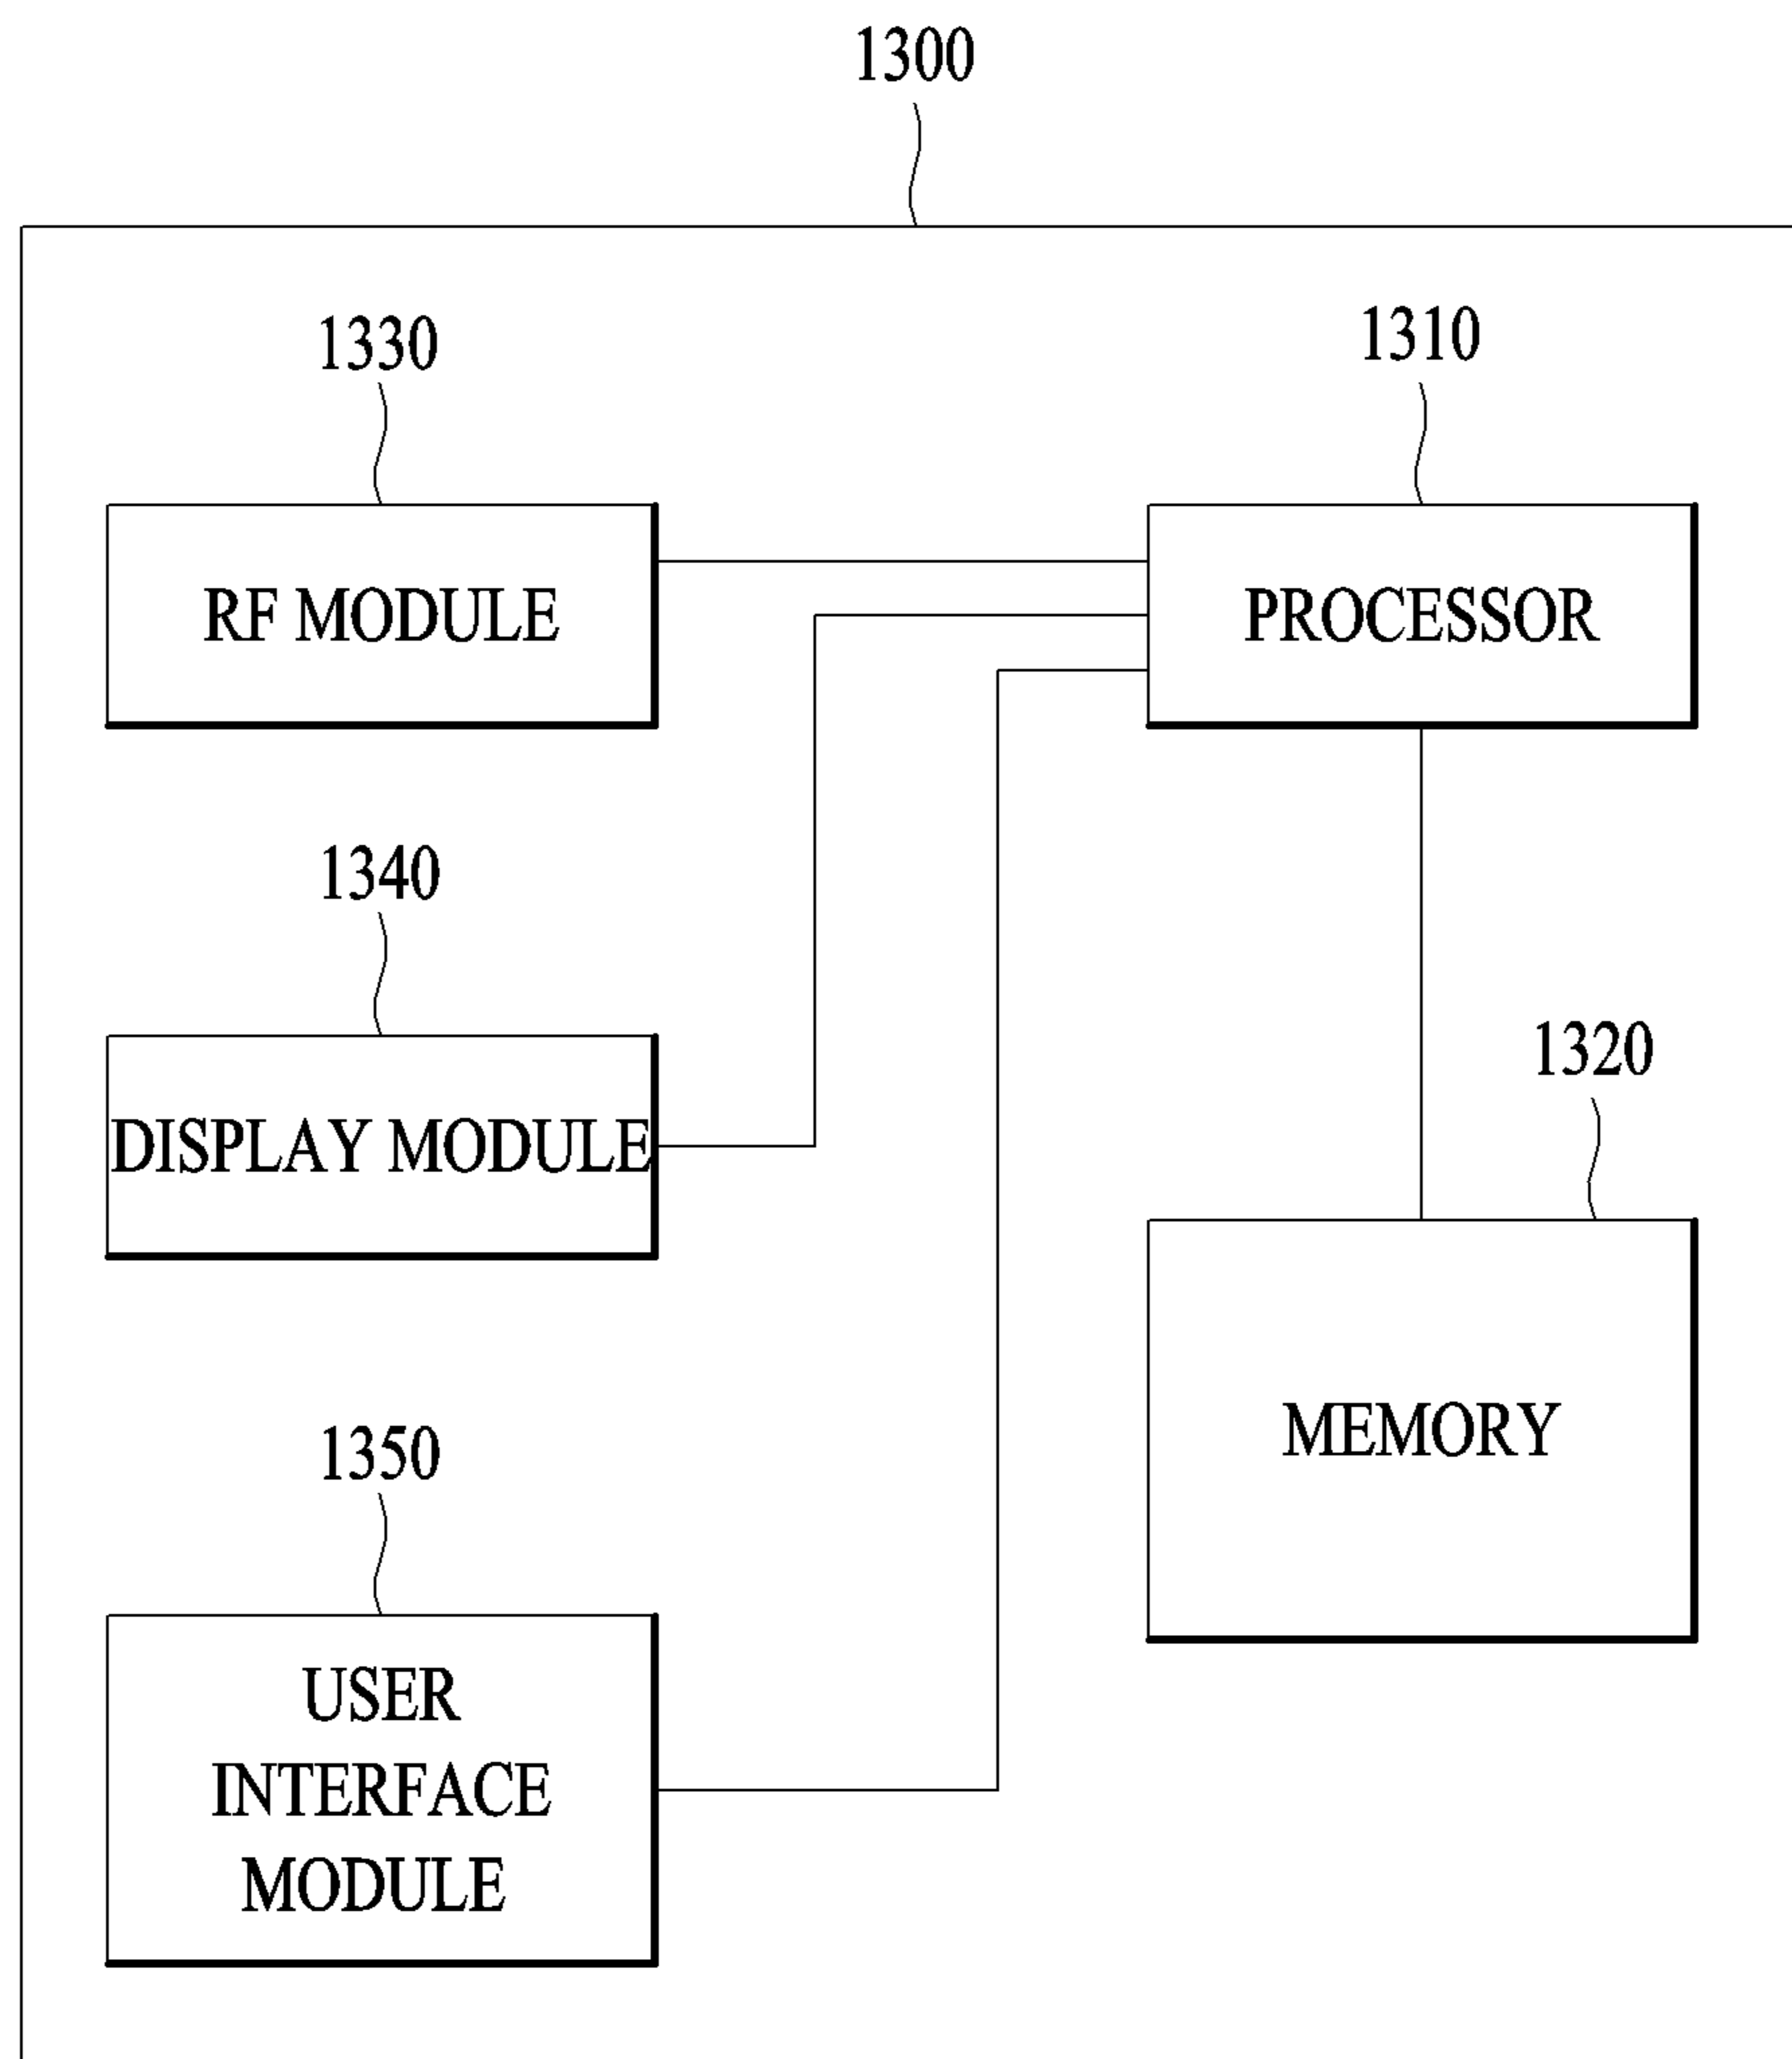 1300
1330
1310
RF MODULE
PROCESSOR
1340
DISPLAY MODULE
1320
MEMORY
1350
USER
INTERFACE
MODULE